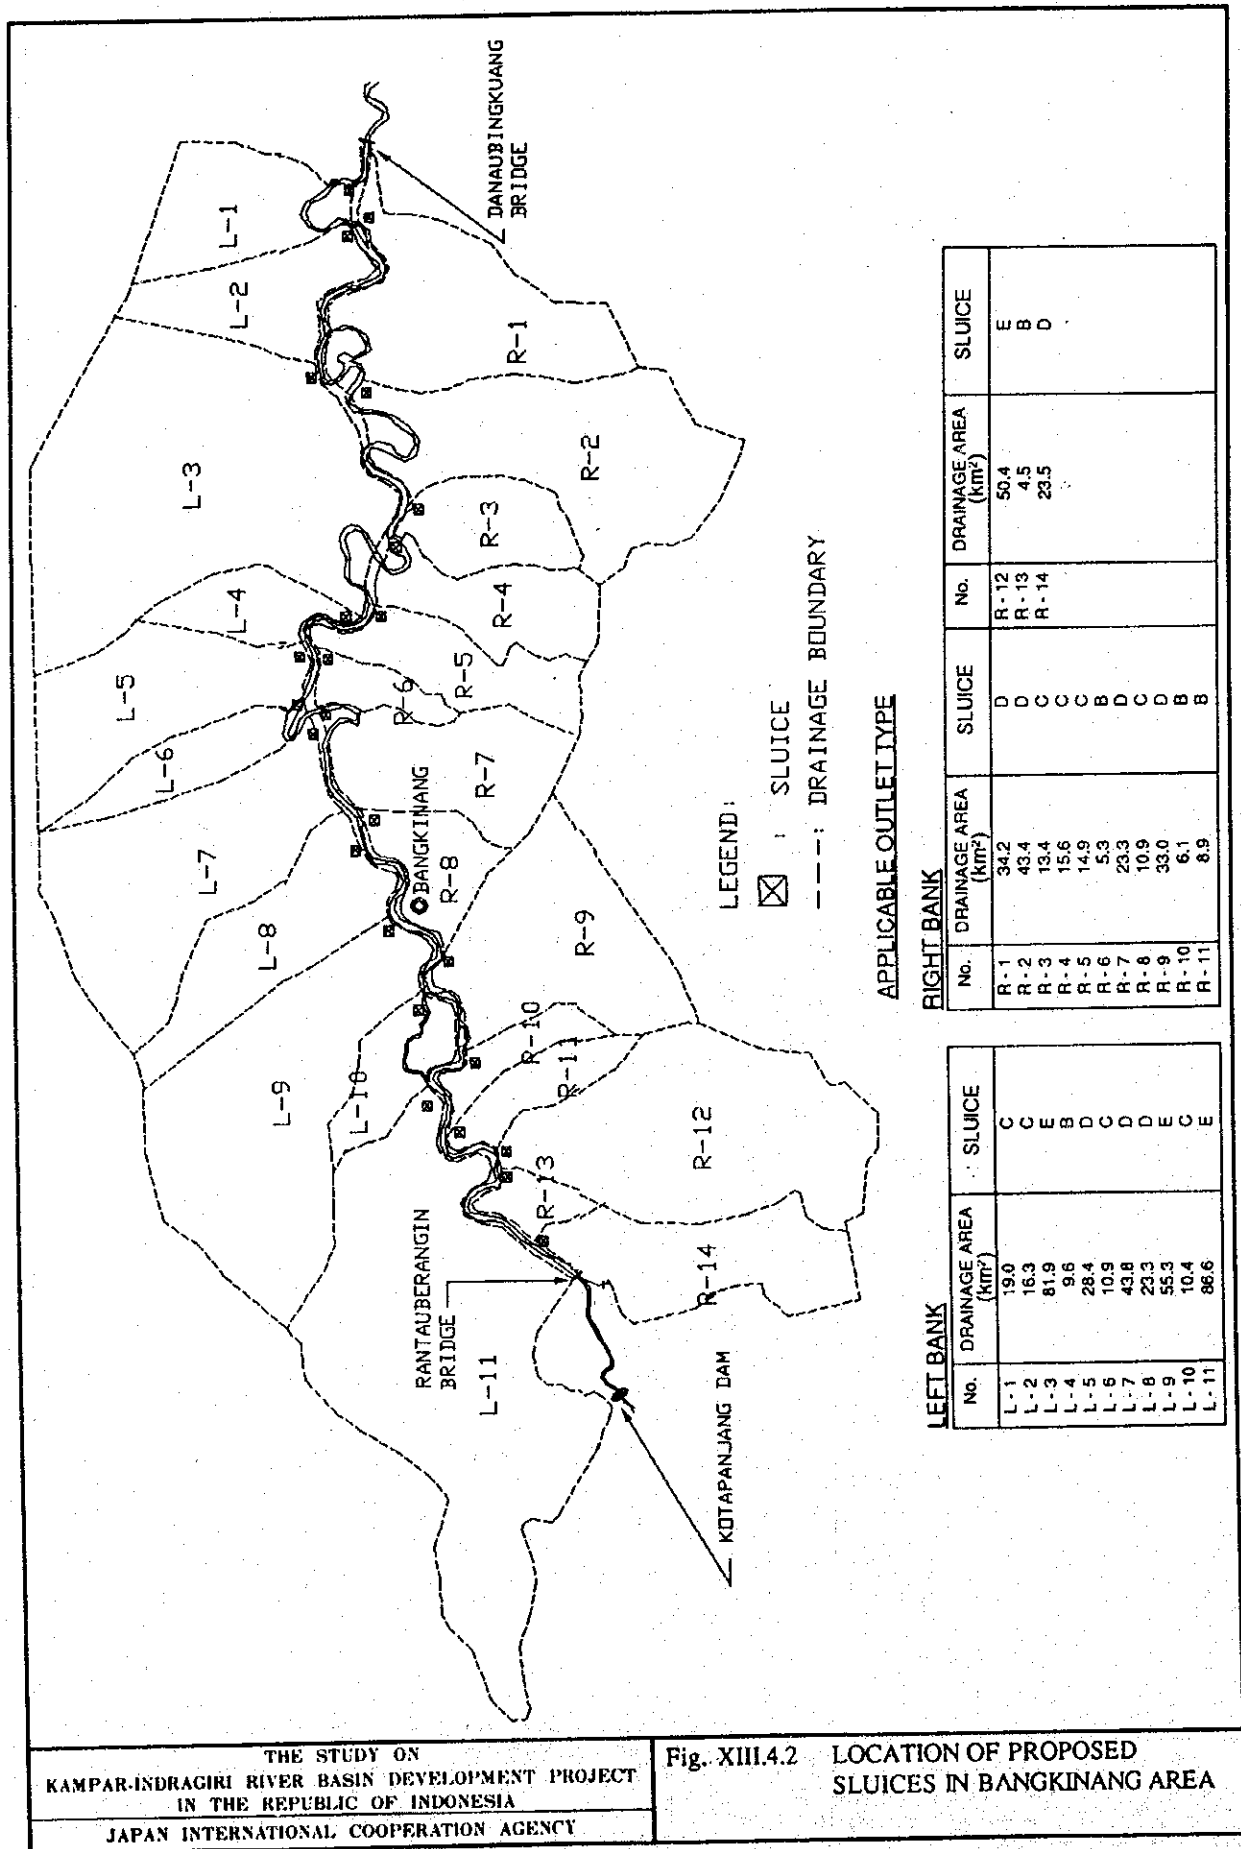 L-1
L-2
L-3
L-4
L-5
L-6
L-7
L-8
L-9
L-10
L-11
R-1
R-2
R-3
R-4
R-5
R-6
R-7
R-8
R-9
R-10
R-11
R-12
R-13
R-14
DANAUBINGKUANG
BRIDGE
BANGKINANG
RANTAUBERANGIN
BRIDGE
KOTAPANJANG DAM
LEGEND:
: SLUICE
---: DRAINAGE BOUNDARY
APPLICABLE OUTLET TYPE
LEFT BANK
No. DRAINAGE AREA (km²) SLUICE
L-1 19.0 C
L-2 16.3 C
L-3 81.9 E
L-4 9.6 B
L-5 28.4 D
L-6 10.9 C
L-7 43.8 D
L-8 23.3 D
L-9 55.3 E
L-10 10.4 C
L-11 86.6 E
RIGHT BANK
No. DRAINAGE AREA (km²) SLUICE No. DRAINAGE AREA (km²) SLUICE
R-1 34.2 D R-12 50.4 E
R-2 43.4 D R-13 4.5 B
R-3 13.4 C R-14 23.5 D
R-4 15.6 C
R-5 14.9 C
R-6 5.3 B
R-7 23.3 D
R-8 10.9 C
R-9 33.0 D
R-10 6.1 B
R-11 8.9 B
THE STUDY ON
KAMPAR-INDRAGIRI RIVER BASIN DEVELOPMENT PROJECT
IN THE REPUBLIC OF INDONESIA
JAPAN INTERNATIONAL COOPERATION AGENCY
Fig. XIII.4.2 LOCATION OF PROPOSED
SLUICES IN BANGKINANG AREA